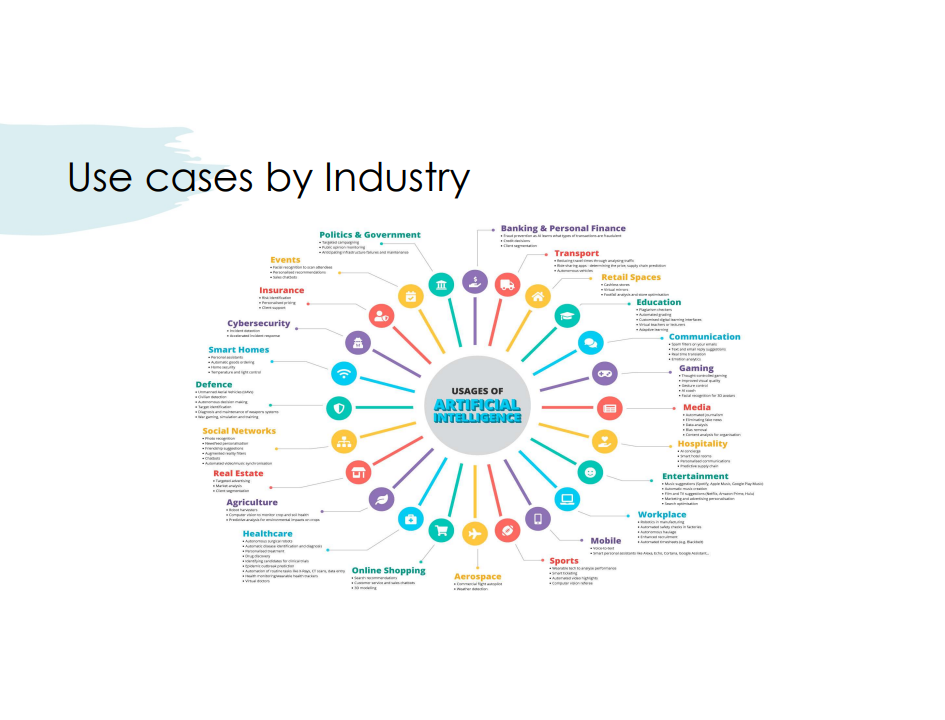 Use cases by Industry
USAGES OF
ARTIFICIAL
INTELLIGENCE
Banking & Personal Finance
• Fraud prevention as AI learns what types of transactions are fraudulent
• Credit decisions
• Client segmentation
Transport
• Reducing travel times through analysing traffic
• Ride-sharing apps - determining the price, supply chain prediction
• Autonomous vehicles
Retail Spaces
• Cashless stores
• Virtual mirrors
• Footfall analysis and store optimisation
Education
• Plagiarism checkers
• Automated grading
• Customised digital learning interfaces
• Virtual teachers or lecturers
• Adaptive learning
Communication
• Spam filters on your emails
• Text and email reply suggestions
• Real-time translation
• Emotion analytics
Gaming
• Thought-controlled gaming
• Improved visual quality
• Gesture control
• AI coach
• Facial recognition for 3D present
Media
• Automated journalism
• Eliminating fake news
• Data analysis
• Bias removal
• Content analysis for organisation
Hospitality
• AI concierge
• Smart hotel rooms
• Personalised communications
• Predictive supply chain
Entertainment
• Music suggestions (Spotify, Apple Music, Google Play Music)
• Automatic music creation
• Film and TV suggestions (Netflix, Amazon Prime, Hulu)
• Marketing and advertising personalisation
• Search optimisation
Workplace
• Robotics in manufacturing
• Automated safety checks in factories
• Autonomous haulage
• Enhanced recruitment
• Automated timesheets (e.g. BlackBelt)
Mobile
• Voice-to-text
• Smart personal assistants like Alexa, Echo, Cortana, Google Assistant...
Sports
• Wearable tech to analyse performance
• Smart ticketing
• Automated video highlights
• Computer vision referee
Aerospace
• Commercial flight autopilot
• Weather detection
Online Shopping
• Search recommendations
• Customer service and sales chatbots
• 3D modeling
Healthcare
• Autonomous surgical robots
• Automatic disease identification and diagnosis
• Personalised treatment
• Drug discovery
• Identifying candidates for clinical trials
• Epidemic outbreak prediction
• Automation of routine tasks like X-Rays, CT scans, data entry
• Health monitoring/wearable health trackers
• Virtual doctors
Agriculture
• Robot harvesters
• Computer vision to monitor crop and soil health
• Predictive analysis for environmental impacts on crops
Real Estate
• Targeted advertising
• Market analysis
• Client segmentation
Social Networks
• Photo recognition
• Newsfeed personalisation
• Friendship suggestions
• Augmented reality filters
• Chatbots
• Automated video/music synchronisation
Defence
• Unmanned Aerial Vehicles (UAVs)
• Civilian detection
• Autonomous decision making
• Target identification
• Diagnosis and maintenance of weapons systems
• War gaming, simulation and training
Smart Homes
• Personal assistants
• Automatic goods ordering
• Home security
• Temperature and light control
Cybersecurity
• Incident detection
• Accelerated incident response
Insurance
• Risk identification
• Personalised pricing
• Client support
Events
• Facial recognition to scan attendees
• Personalised recommendations
• Sales chatbots
Politics & Government
• Targeted campaigning
• Public opinion monitoring
• Anticipating infrastructure failures and maintenance